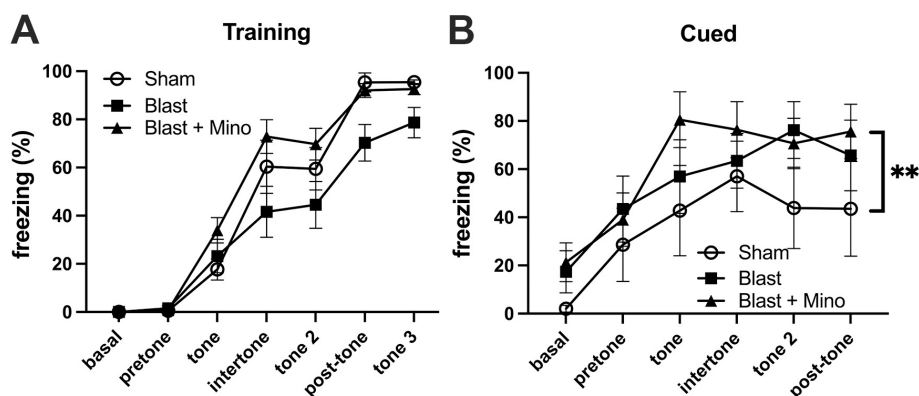 A
Training
freezing (%)
100
80
60
40
20
0
Sham
Blast
Blast + Mino
basal
pretone
tone
intertone
tone 2
post-tone
tone 3
B
Cued
freezing (%)
100
80
60
40
20
0
**
Sham
Blast
Blast + Mino
basal
pretone
tone
intertone
tone 2
post-tone